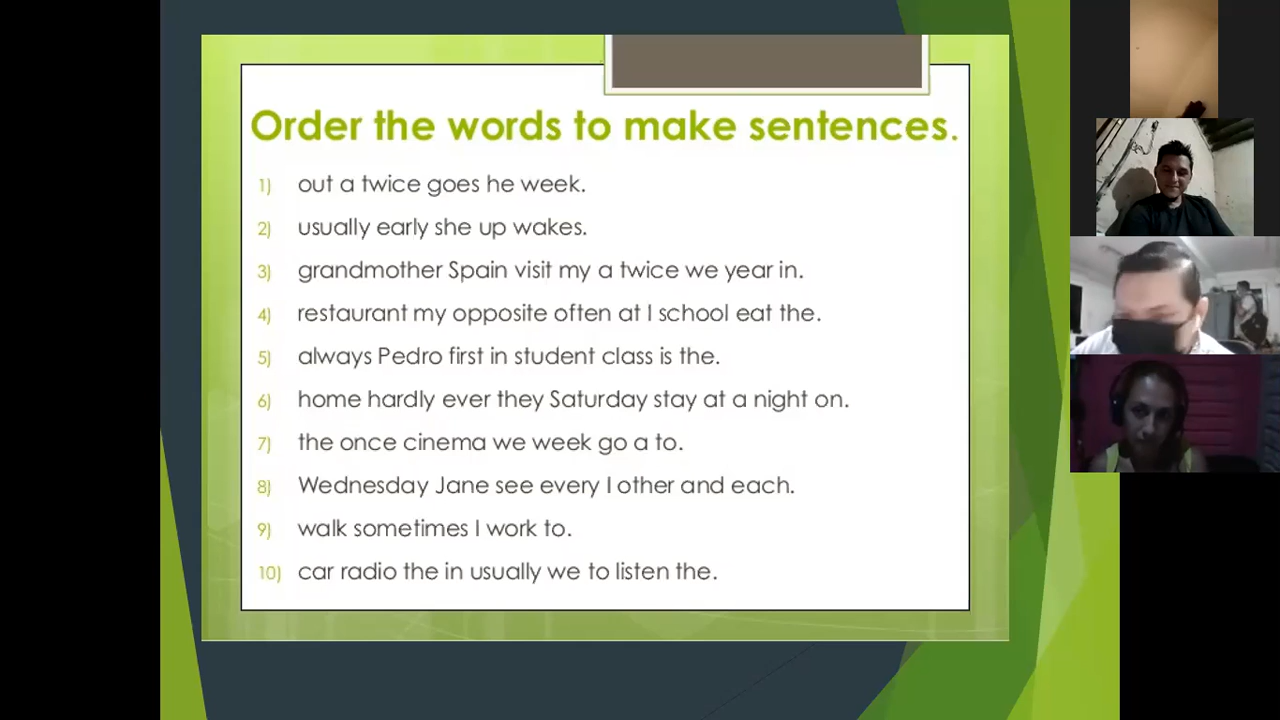 Order the words to make sentences.
1) out a twice goes he week.
2) usually early she up wakes.
3) grandmother Spain visit my a twice we year in.
4) restaurant my opposite often at I school eat the.
5) always Pedro first in student class is the.
6) home hardly ever they Saturday stay at a night on.
7) the once cinema we week go a to.
8) Wednesday Jane see every I other and each.
9) walk sometimes I work to.
10) car radio the in usually we to listen the.